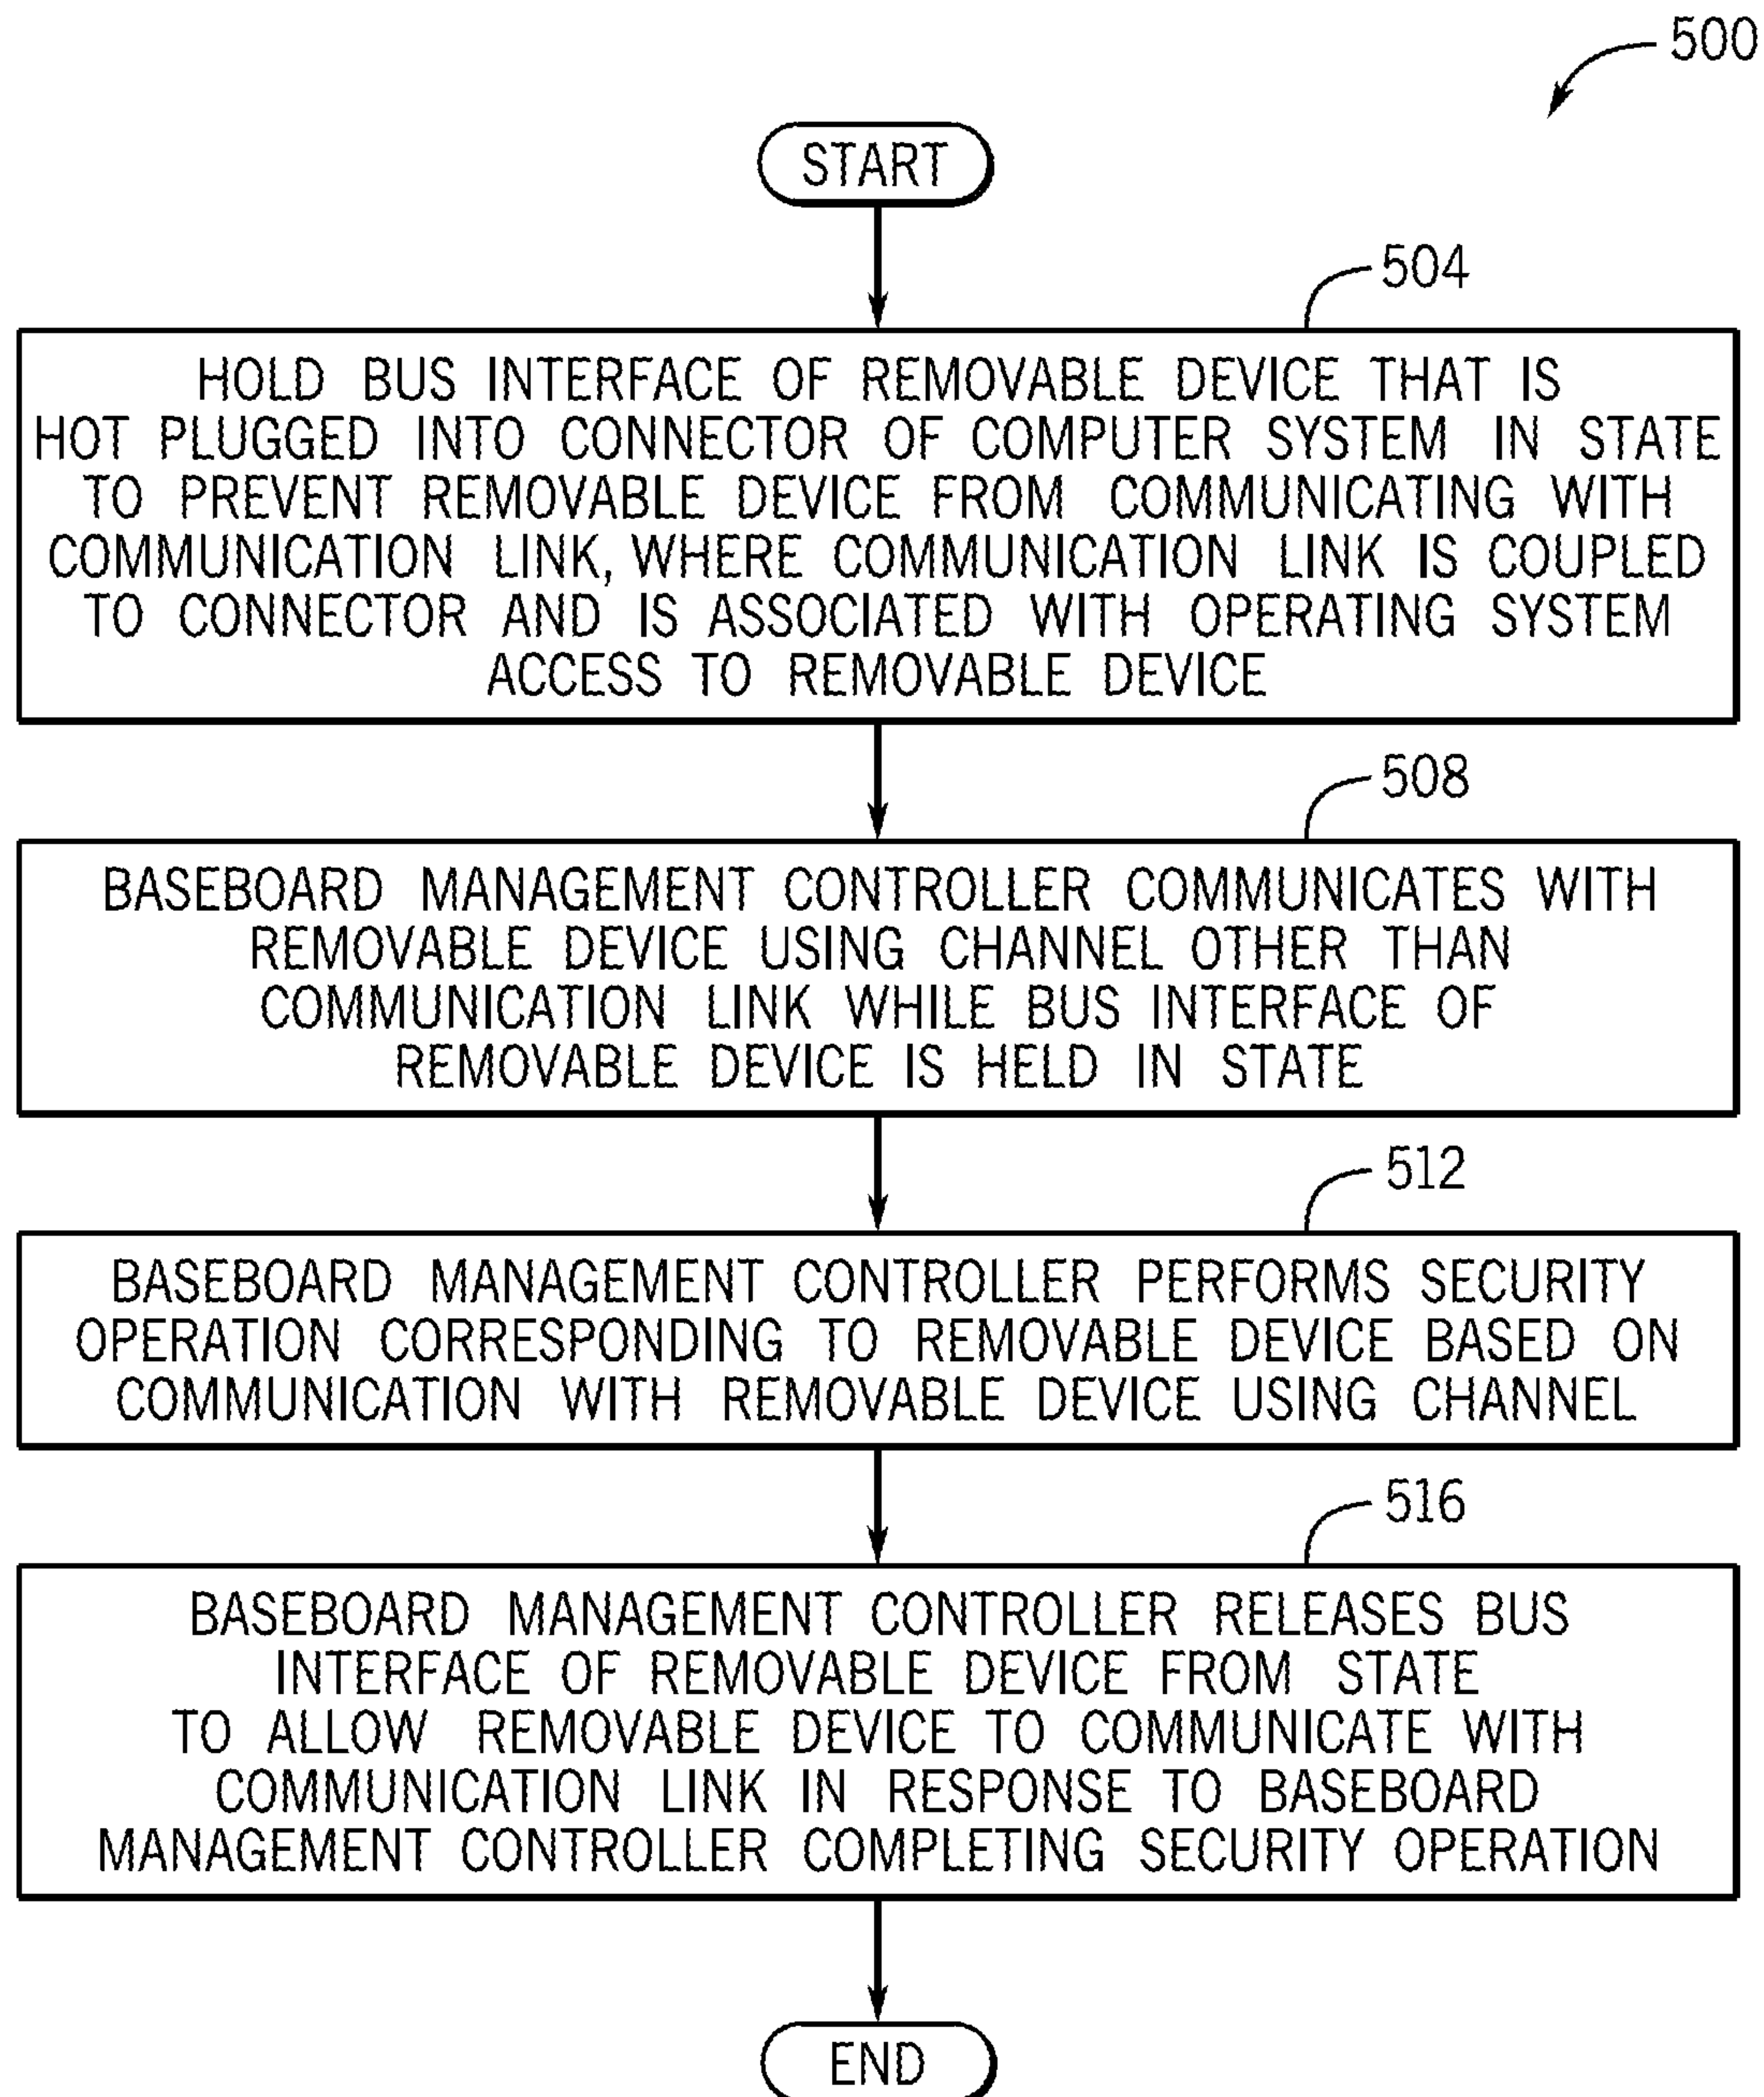 500
START
504
HOLD BUS INTERFACE OF REMOVABLE DEVICE THAT IS
HOT PLUGGED INTO CONNECTOR OF COMPUTER SYSTEM IN STATE
TO PREVENT REMOVABLE DEVICE FROM COMMUNICATING WITH
COMMUNICATION LINK, WHERE COMMUNICATION LINK IS COUPLED
TO CONNECTOR AND IS ASSOCIATED WITH OPERATING SYSTEM
ACCESS TO REMOVABLE DEVICE
508
BASEBOARD MANAGEMENT CONTROLLER COMMUNICATES WITH
REMOVABLE DEVICE USING CHANNEL OTHER THAN
COMMUNICATION LINK WHILE BUS INTERFACE OF
REMOVABLE DEVICE IS HELD IN STATE
512
BASEBOARD MANAGEMENT CONTROLLER PERFORMS SECURITY
OPERATION CORRESPONDING TO REMOVABLE DEVICE BASED ON
COMMUNICATION WITH REMOVABLE DEVICE USING CHANNEL
516
BASEBOARD MANAGEMENT CONTROLLER RELEASES BUS
INTERFACE OF REMOVABLE DEVICE FROM STATE
TO ALLOW REMOVABLE DEVICE TO COMMUNICATE WITH
COMMUNICATION LINK IN RESPONSE TO BASEBOARD
MANAGEMENT CONTROLLER COMPLETING SECURITY OPERATION
END